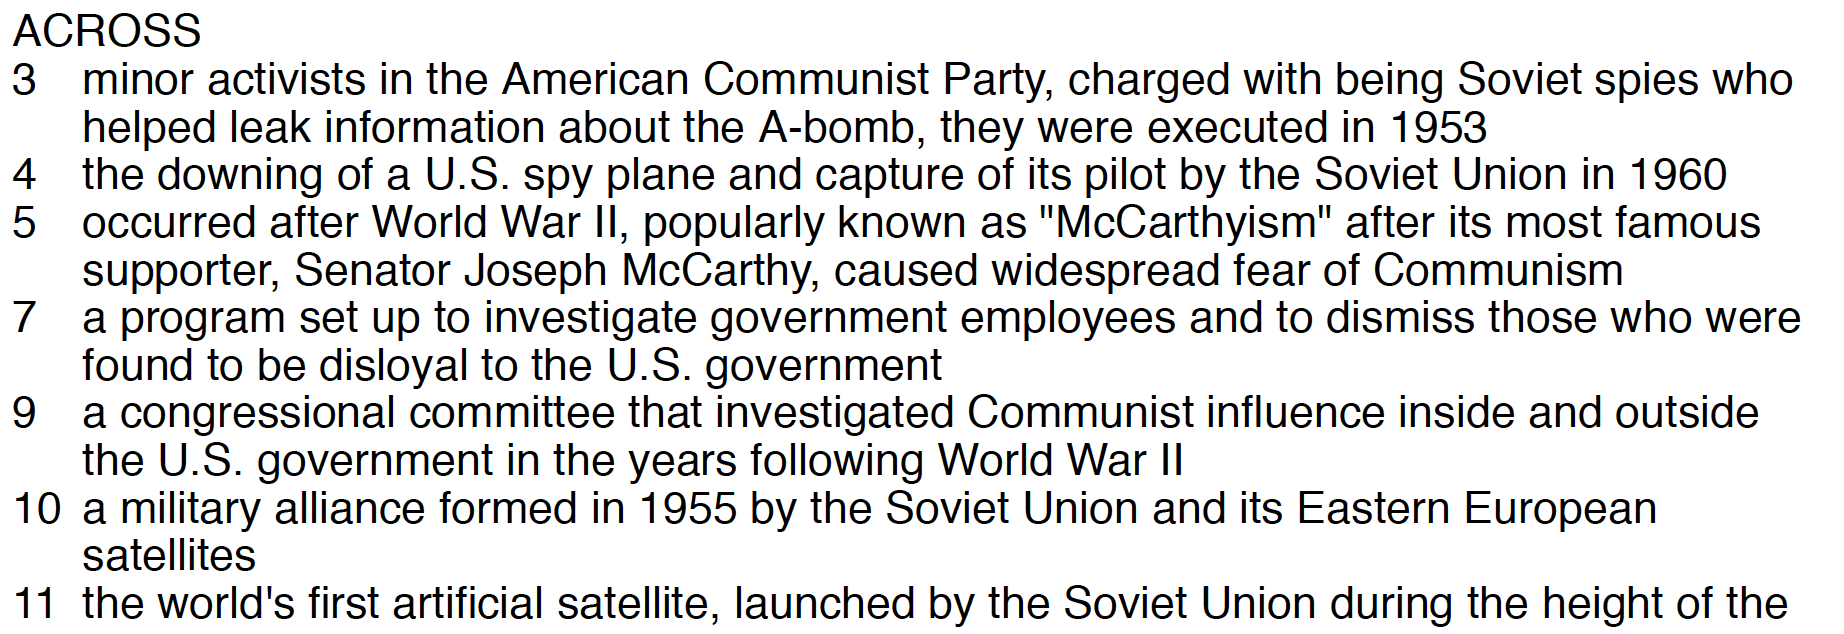 ACROSS
3 minor activists in the American Communist Party, charged with being Soviet spies who
helped leak information about the A-bomb, they were executed in 1953
4 the downing of a U.S. spy plane and capture of its pilot by the Soviet Union in 1960
5 occurred after World War II, popularly known as "McCarthyism" after its most famous
supporter, Senator Joseph McCarthy, caused widespread fear of Communism
7 a program set up to investigate government employees and to dismiss those who were
found to be disloyal to the U.S. government
9 a congressional committee that investigated Communist influence inside and outside
the U.S. government in the years following World War II
10 a military alliance formed in 1955 by the Soviet Union and its Eastern European
satellites
11 the world's first artificial satellite, launched by the Soviet Union during the height of the